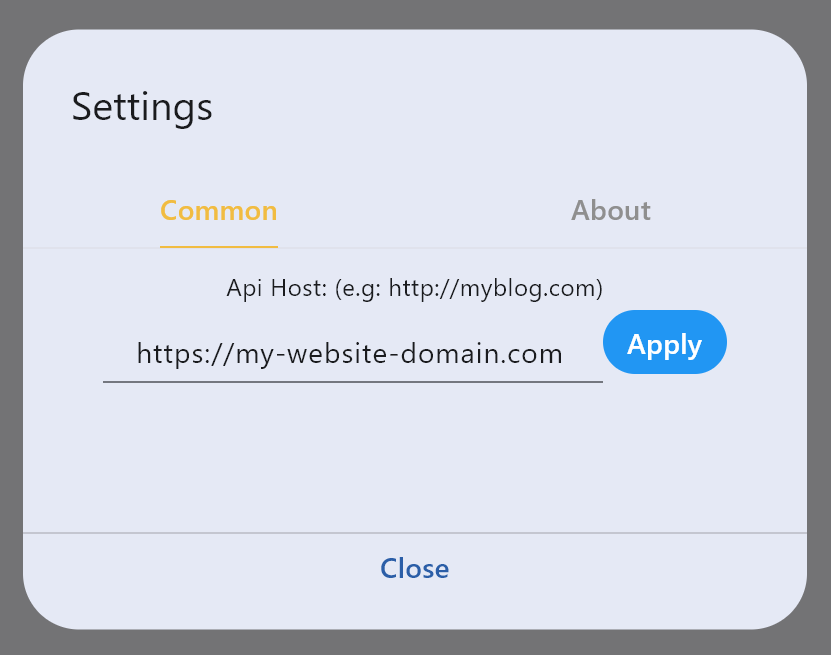 Settings
Common About
Api Host: (e.g: http://myblog.com)
https://my-website-domain.com Apply
Close